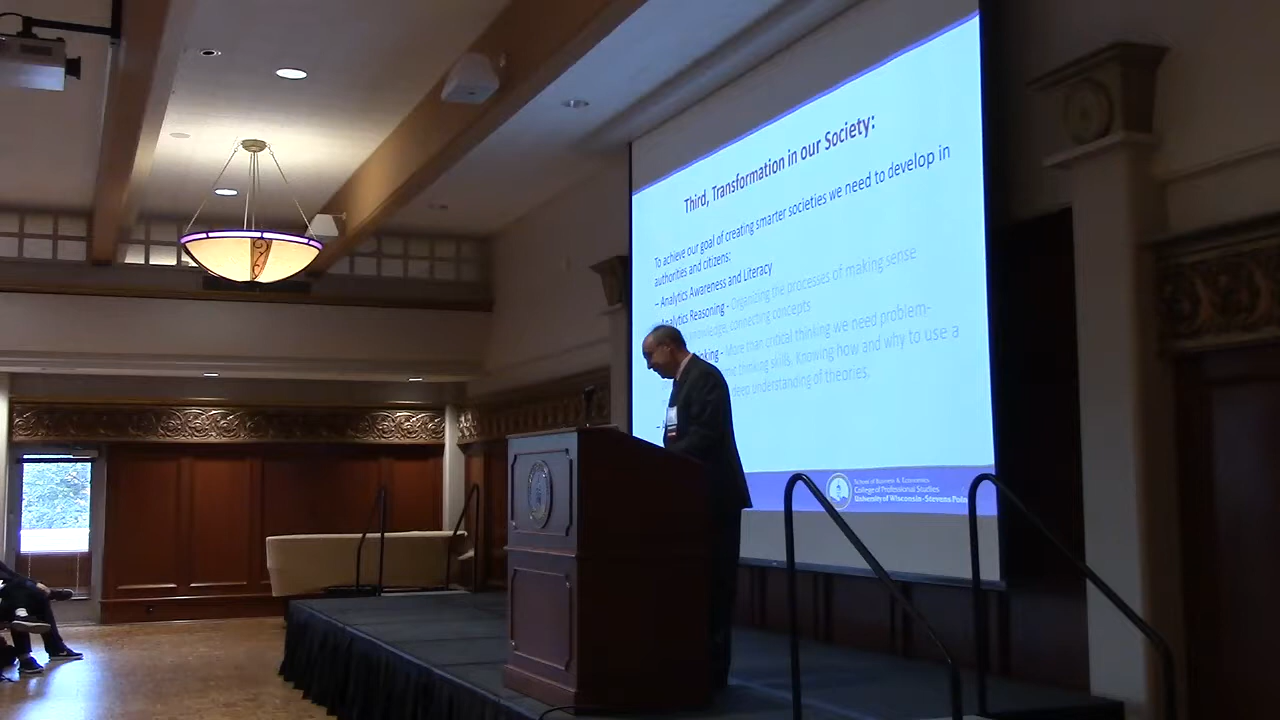 Third, Transformation in our Society:
To achieve our goal of creating smarter societies we need to develop in
authorities and citizens:
– Analytics Awareness and Literacy
Analytics Reasoning - Organizing the processes of making sense
knowledge, connecting concepts
- More than critical thinking we need problem-
thinking skills. Knowing how and why to use a
deep understanding of theories.
School of Business & Economics
College of Professional Studies
University of Wisconsin-Stevens